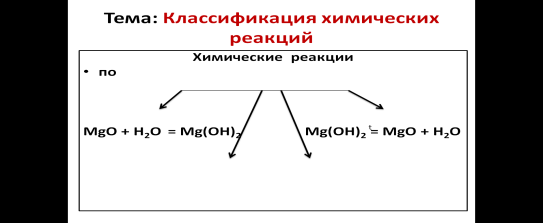 Тема: Классификация химических
реакций
Химические реакции
• по
MgO + H₂O = Mg(OH)₂
Mg(OH)₂ t= MgO + H₂O